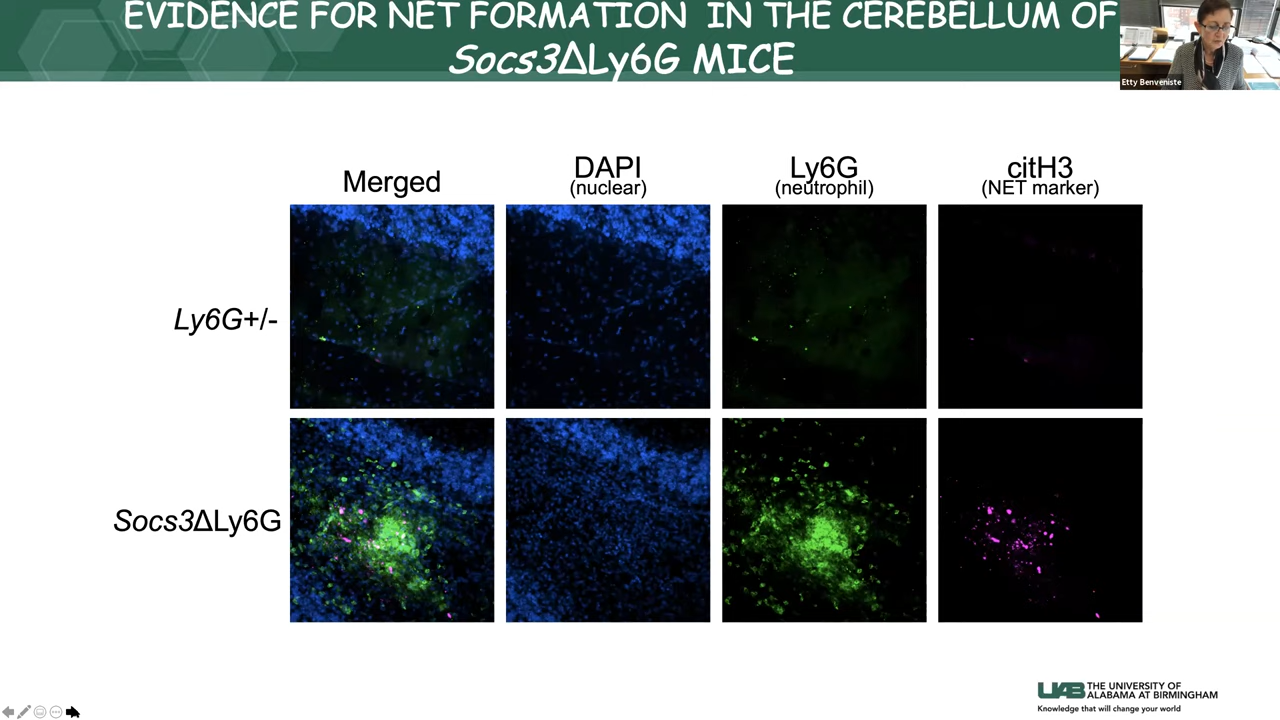 EVIDENCE FOR NET FORMATION IN THE CEREBELLUM OF
Socs3ΔLy6G MICE
Etty Benveniste
Merged
DAPI
(nuclear)
Ly6G
(neutrophil)
citH3
(NET marker)
Ly6G+/-
Socs3ΔLy6G
UAB THE UNIVERSITY OF
ALABAMA AT BIRMINGHAM
Knowledge that will change your world